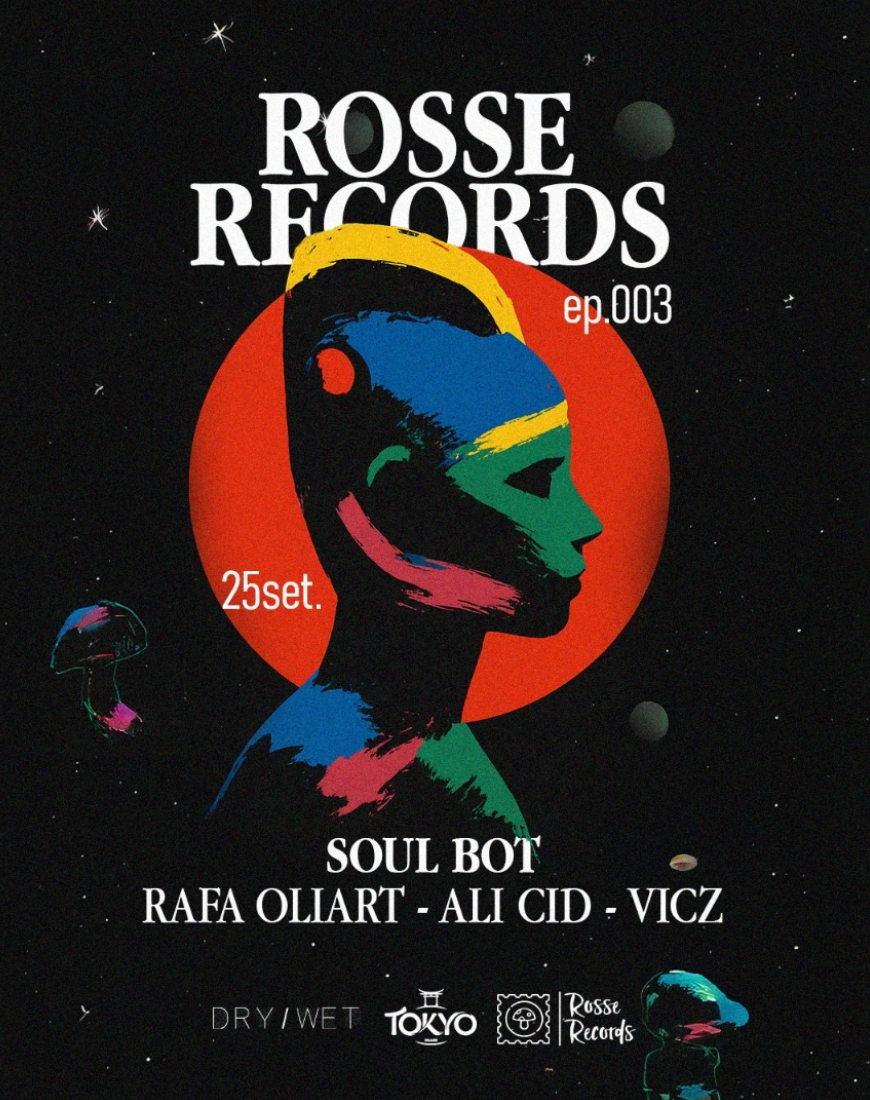 ROSSE
RECORDS
ep.003
25set.
SOUL BOT
RAFA OLIART - ALI CID - VICZ
DRY/WET
TOKYO
Rosse
Records